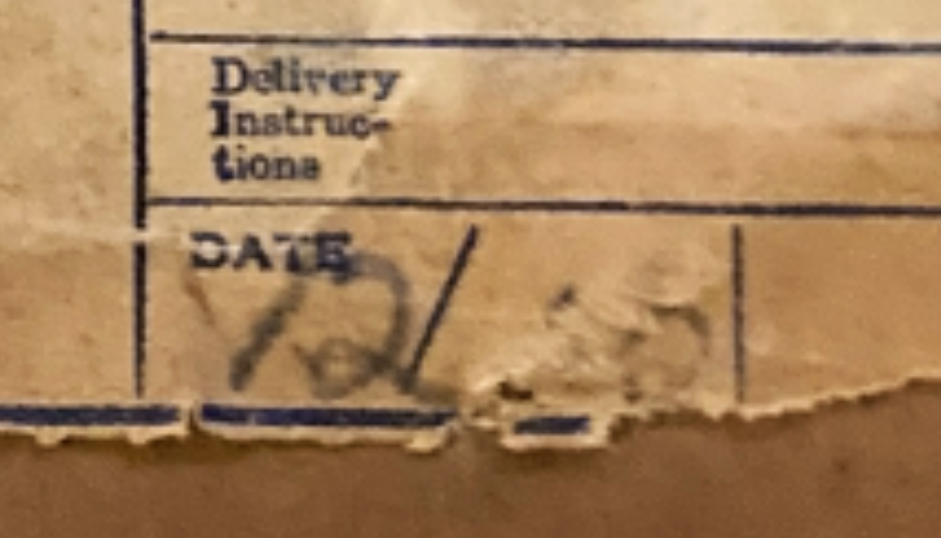 Delivery
Instruc-
tions
DATE
12/